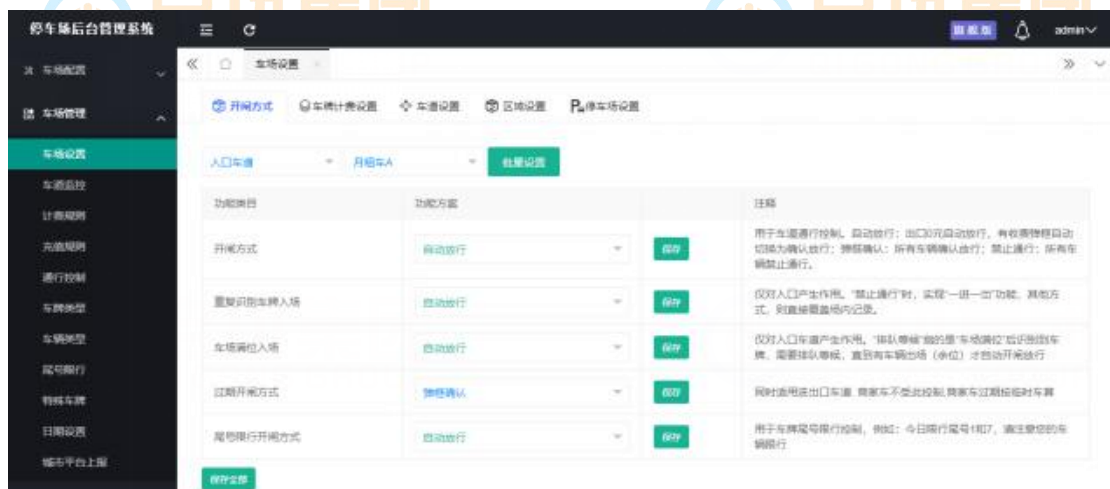 停车场后台管理系统
旗舰版
admin
车场配置
车场设置
车场管理
开闸方式 车牌计费设置 车道设置 区域设置 停车场设置
车场设置
入口车道 月租车A 批量设置
车道监控
功能类目 功能方案 注释
计费规则
充值规则
开闸方式 自动放行 保存
用于车道通行控制。自动放行：出口0元自动放行，有收费弹框自动
切换为确认放行；弹框确认：所有车辆确认放行；禁止通行：所有车
辆禁止通行。
通行控制
车牌类型
重复识别车牌入场 自动放行 保存
仅对入口产生作用。"禁止通行"时，实现"一进一出"功能，其他方
式，则直接覆盖场内记录。
车辆类型
车场满位入场 自动放行 保存
仅对入口车道产生作用。"排队等候"指的是"车场满位"后识别到车
牌，需要排队等候，直到有车辆出场（余位）才自动开闸放行
尾号限行
特殊车牌
过期开闸方式 弹框确认 保存
同时适用进出口车道 商家车不受此控制,商家车过期按临时车算
日期设置
尾号限行开闸方式 自动放行 保存
用于车牌尾号限行控制，例如：今日限行尾号1和7，请注意您的车
辆限行
城市平台上报
保存全部